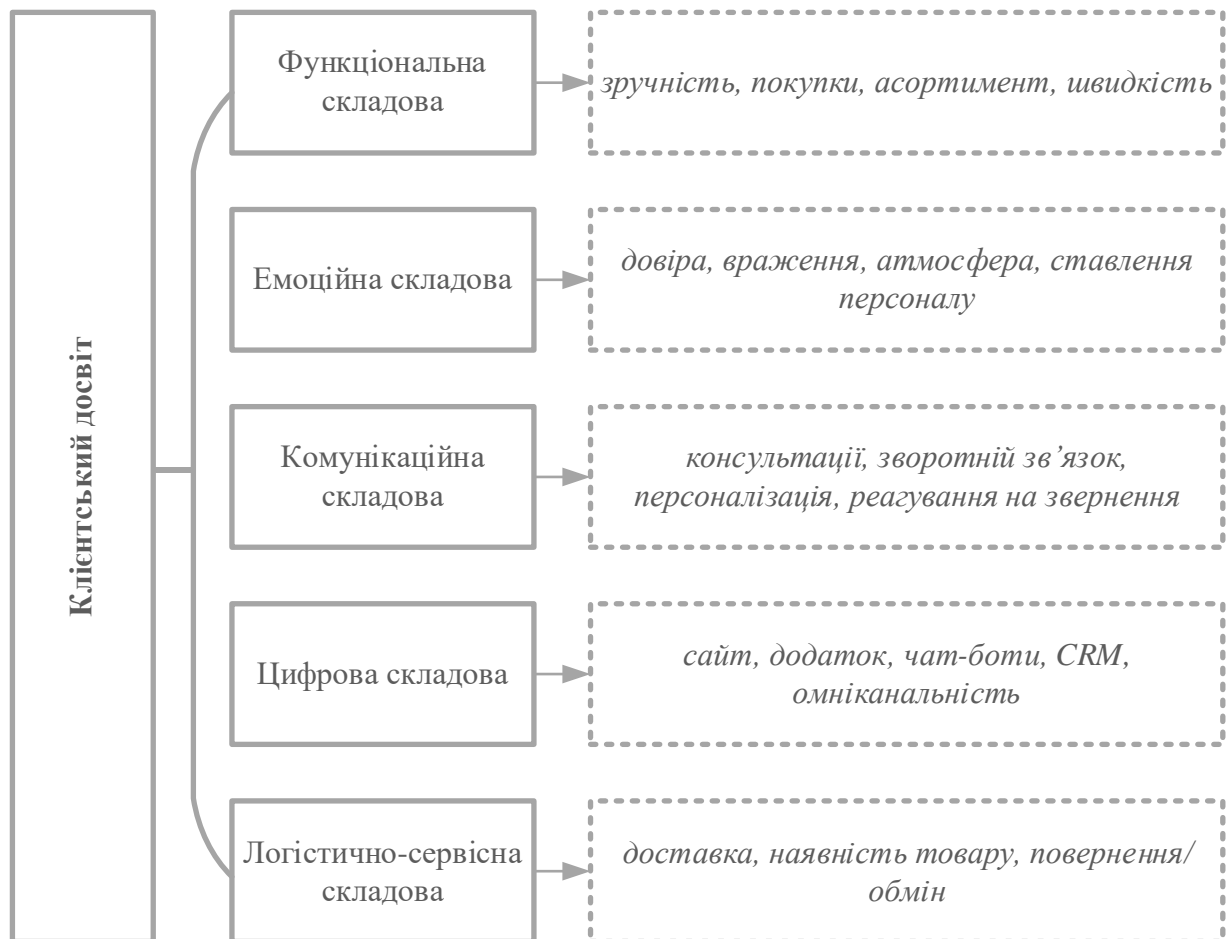 Клієнтський досвіт
Функціональна
складова
зручність, покупки, асортимент, швидкість
Емоційна складова
довіра, враження, атмосфера, ставлення
персоналу
Комунікаційна
складова
консультації, зворотній зв’язок,
персоналізація, реагування на звернення
Цифрова складова
сайт, додаток, чат-боти, CRM,
омніканальність
Логістично-сервісна
складова
доставка, наявність товару, повернення/
обмін